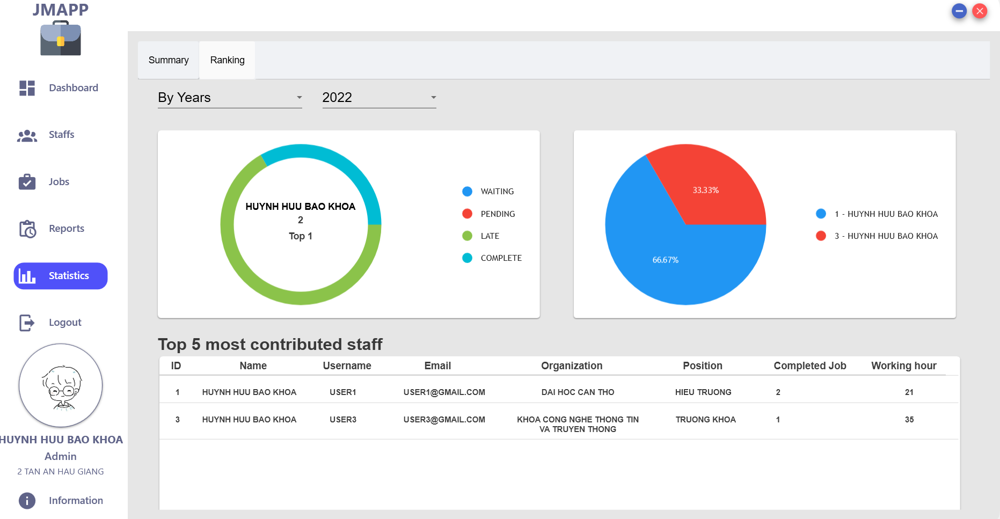 JMAPP
Dashboard
Staffs
Jobs
Reports
Statistics
Logout
HUYNH HUU BAO KHOA
Admin
2 TAN AN HAU GIANG
Information
Summary
Ranking
By Years
2022
HUYNH HUU BAO KHOA
2
Top 1
WAITING
PENDING
LATE
COMPLETE
33.33%
66.67%
1 - HUYNH HUU BAO KHOA
3 - HUYNH HUU BAO KHOA
Top 5 most contributed staff
ID Name Username Email Organization Position Completed Job Working hour
1 HUYNH HUU BAO KHOA USER1 USER1@GMAIL.COM DAI HOC CAN THO HIEU TRUONG 2 21
3 HUYNH HUU BAO KHOA USER3 USER3@GMAIL.COM KHOA CONG NGHE THONG TIN TRUONG KHOA 1 35
VA TRUYEN THONG